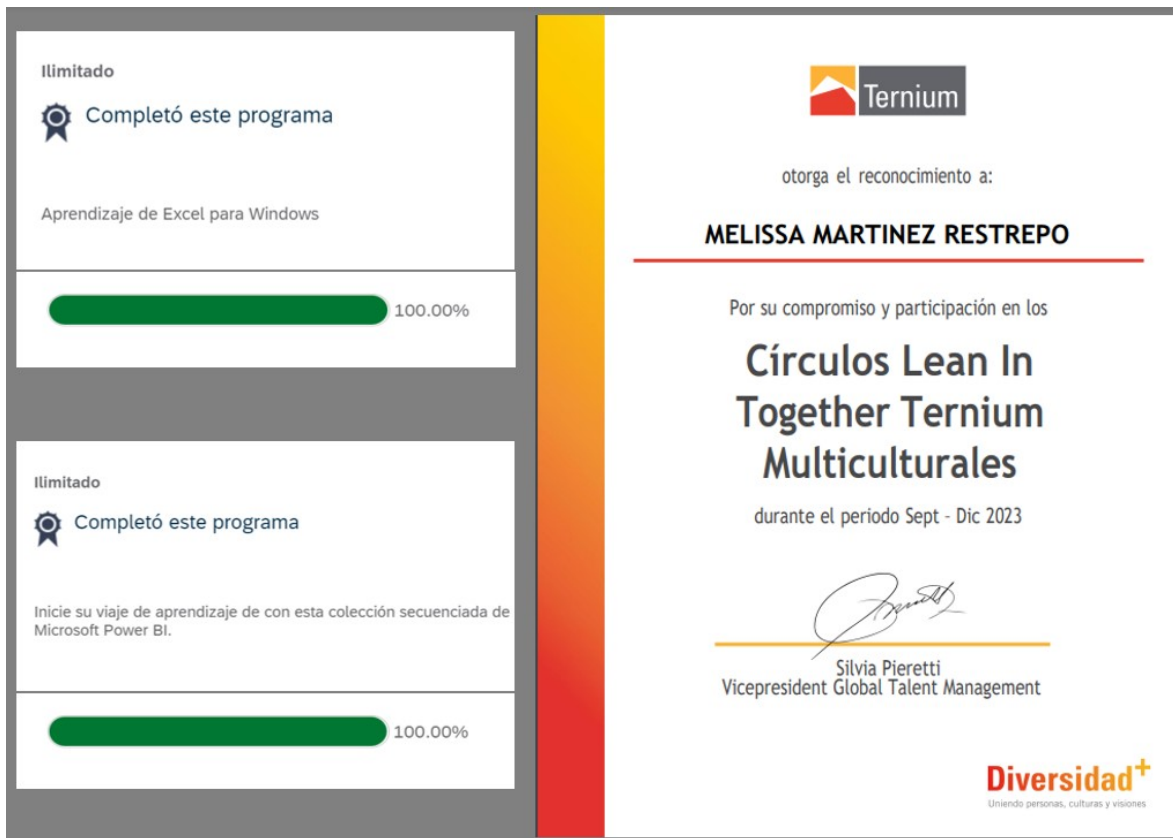 Ilimitado
Completó este programa
Aprendizaje de Excel para Windows
100.00%
Ilimitado
Completó este programa
Inicie su viaje de aprendizaje de con esta colección secuenciada de
Microsoft Power BI.
100.00%
Ternium
otorga el reconocimiento a:
MELISSA MARTINEZ RESTREPO
Por su compromiso y participación en los
Círculos Lean In
Together Ternium
Multiculturales
durante el periodo Sept - Dic 2023
Silvia Pieretti
Vicepresident Global Talent Management
Diversidad+
Uniendo personas, culturas y visiones